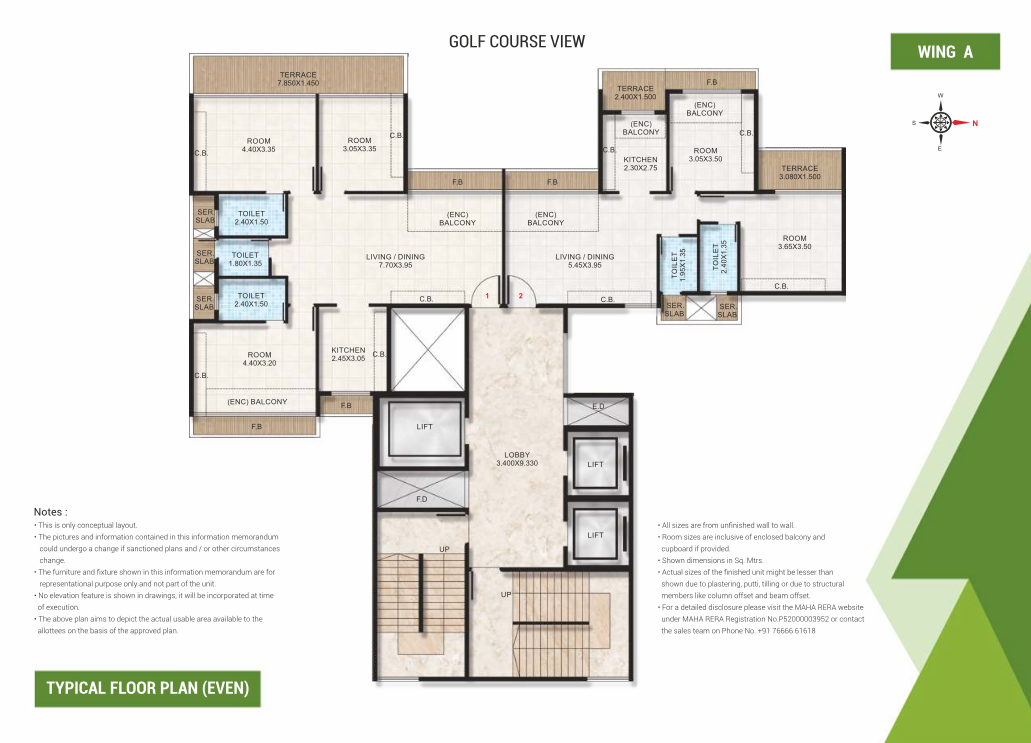 GOLF COURSE VIEW
WING A
W
S
N
E
TERRACE
7.850X1.450
ROOM
4.40X3.35
C.B.
ROOM
3.05X3.35
C.B.
F.B
F.B
TERRACE
2.400X1.500
F.B
(ENC)
BALCONY
(ENC)
BALCONY
C.B.
C.B.
KITCHEN
2.30X2.75
ROOM
3.05X3.50
TERRACE
3.080X1.500
SER.
SLAB
TOILET
2.40X1.50
(ENC)
BALCONY
(ENC)
BALCONY
SER.
SLAB
TOILET
1.80X1.35
LIVING / DINING
7.70X3.95
LIVING / DINING
5.45X3.95
TOILET
1.95X1.35
TOILET
2.40X1.35
ROOM
3.65X3.50
C.B.
SER.
SLAB
TOILET
2.40X1.50
C.B.
1
2
C.B.
SER.
SLAB
SER.
SLAB
ROOM
4.40X3.20
C.B.
KITCHEN
2.45X3.05
C.B.
(ENC) BALCONY
F.B
F.B
LIFT
E.D
LOBBY
3.400X9.330
LIFT
F.D
LIFT
UP
UP
Notes :
• This is only conceptual layout.
• The pictures and information contained in this information memorandum
could undergo a change if sanctioned plans and / or other circumstances
change.
• The furniture and fixture shown in this information memorandum are for
representational purpose only and not part of the unit.
• No elevation feature is shown in drawings, it will be incorporated at time
of execution.
• The above plan aims to depict the actual usable area available to the
allottees on the basis of the approved plan.
• All sizes are from unfinished wall to wall.
• Room sizes are inclusive of enclosed balcony and
cupboard if provided.
• Shown dimensions in Sq. Mtrs.
• Actual sizes of the finished unit might be lesser than
shown due to plastering, putti, tilling or due to structural
members like column offset and beam offset.
• For a detailed disclosure please visit the MAHA RERA website
under MAHA RERA Registration No.P52000003952 or contact
the sales team on Phone No. +91 76666 61618
TYPICAL FLOOR PLAN (EVEN)